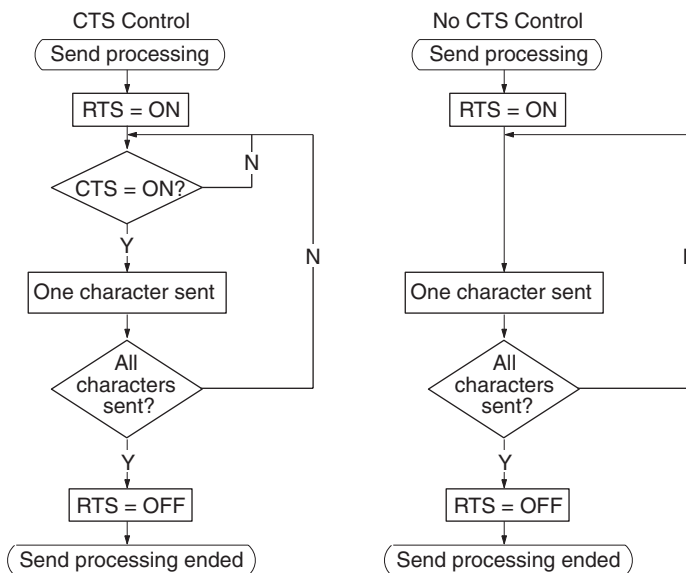 CTS Control
Send processing
RTS = ON
N
CTS = ON?
Y
N
One character sent
All
characters
sent?
Y
RTS = OFF
Send processing ended
No CTS Control
Send processing
RTS = ON
One character sent
All
characters
sent?
Y
RTS = OFF
Send processing ended